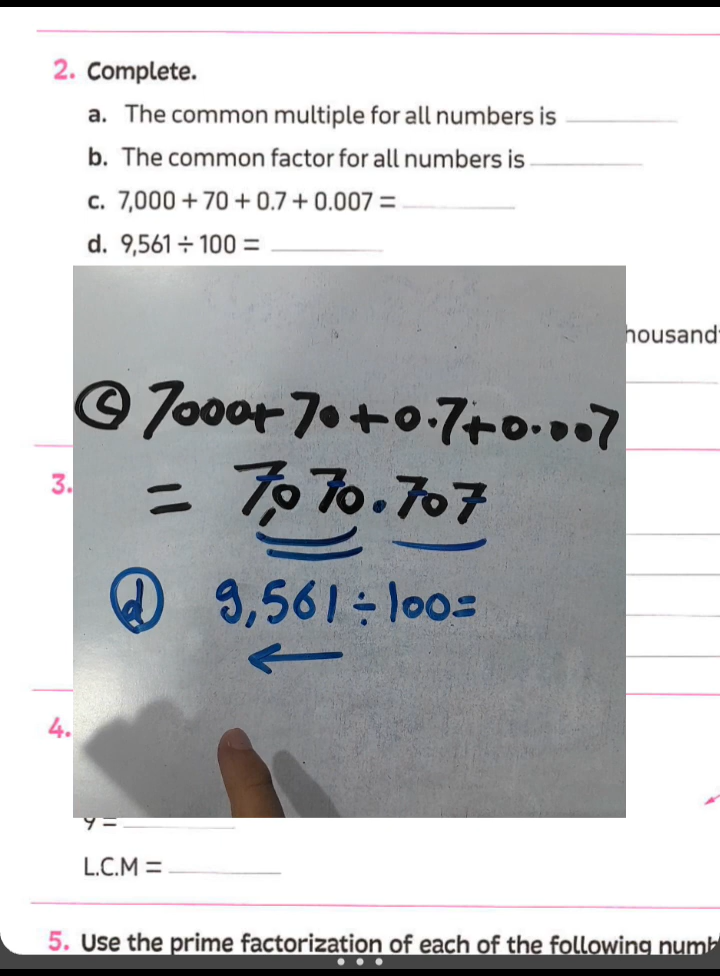 2. Complete.
a. The common multiple for all numbers is
b. The common factor for all numbers is
c. 7,000 + 70 + 0.7 + 0.007 =
d. 9,561 ÷ 100 =
housand
c 7000+70+0.7+0.007
= 7,070.707
3.
d 9,561÷100=
4.
9 =
L.C.M =
5. Use the prime factorization of each of the following